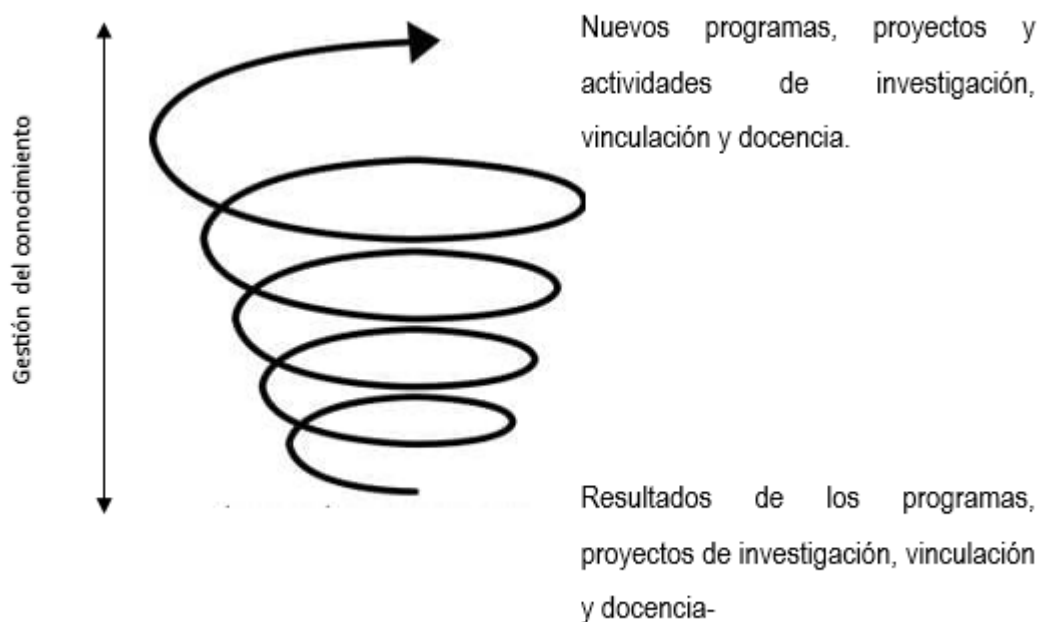 Nuevos programas, proyectos y
actividades de investigación,
vinculación y docencia.
Gestión del conodmiento
Resultados de los programas,
proyectos de investigación, vinculación
y docencia-